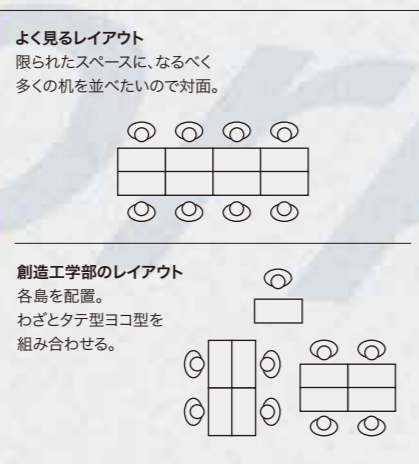 よく見るレイアウト
限られたスペースに、なるべく
多くの机を並べたいので対面。
創造工学部のレイアウト
各島を配置。
わざとタテ型ヨコ型を
組み合わせる。